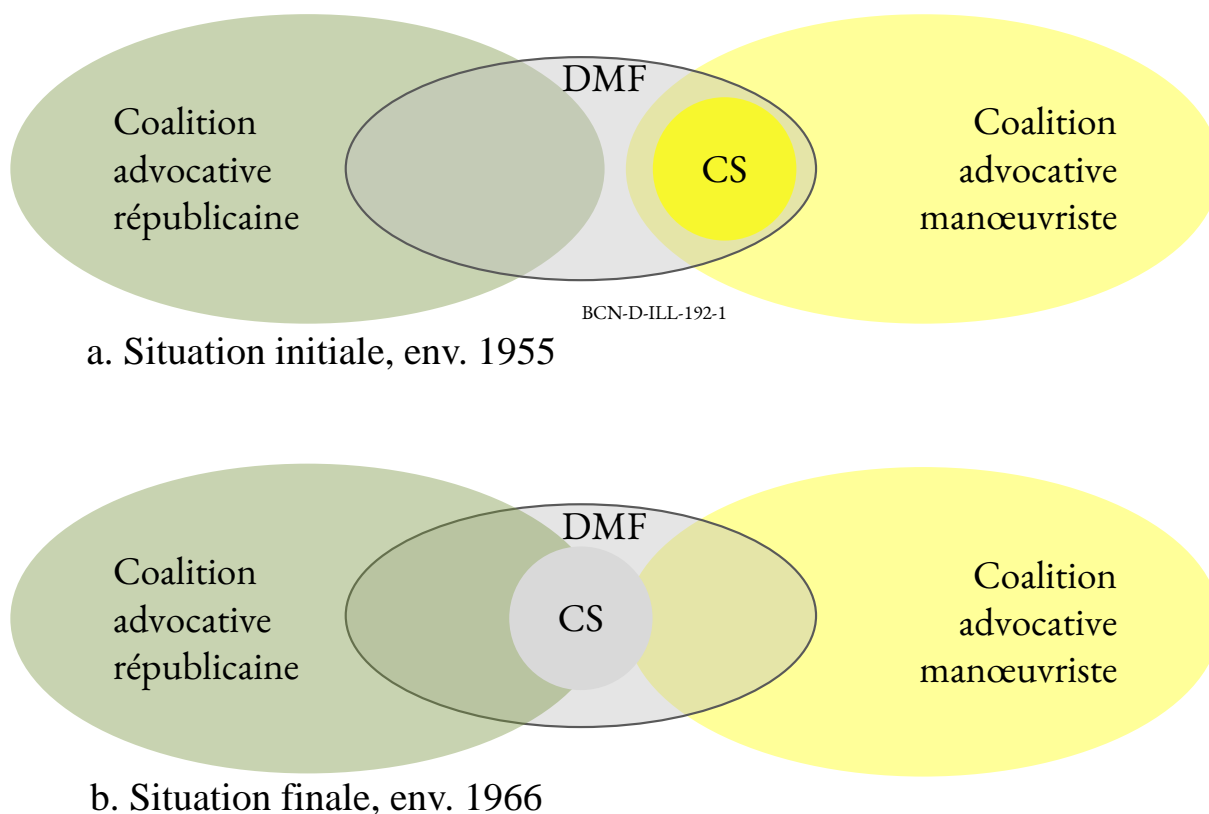 DMF
Coalition
advocative
républicaine
CS
Coalition
advocative
manœuvriste
BCN-D-ILL-192-1
a. Situation initiale, env. 1955
DMF
Coalition
advocative
républicaine
CS
Coalition
advocative
manœuvriste
b. Situation finale, env. 1966